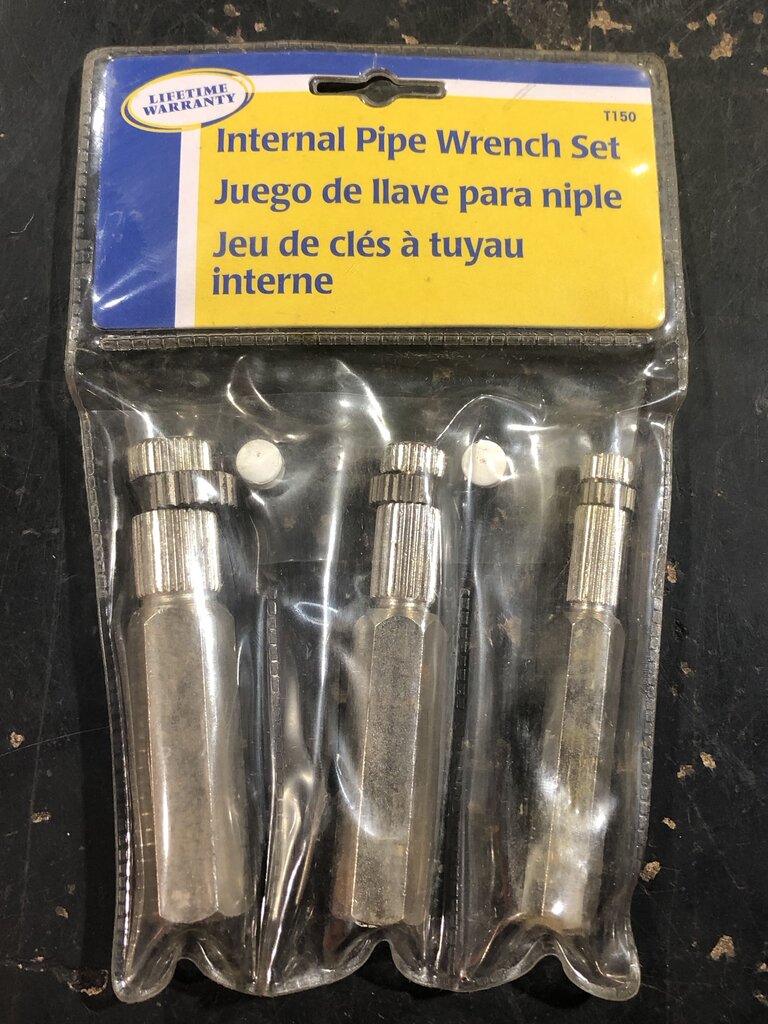 LIFETIME
WARRANTY
T150
Internal Pipe Wrench Set
Juego de llave para niple
Jeu de clés à tuyau
interne